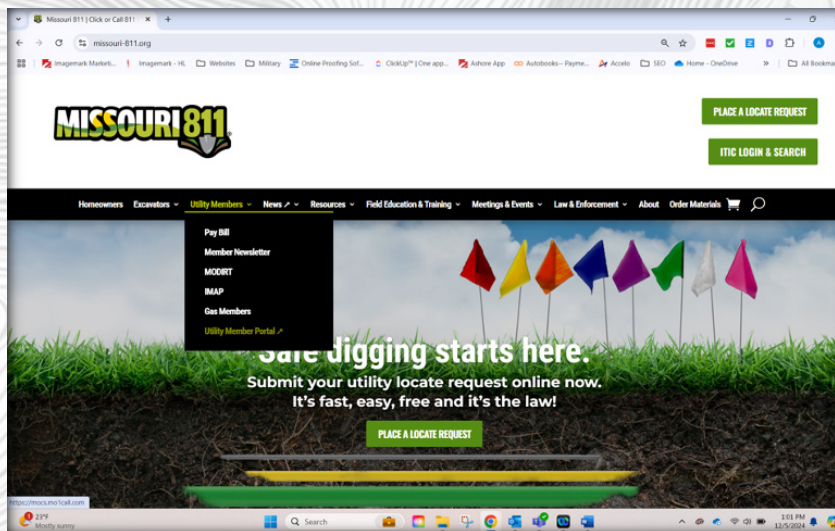 Missouri 811 | Click or Call 811
missouri-811.org
Imagemark Marketi...
Imagemark - HL
Websites
Military
Online Proofing Sof...
ClickUp™ | One app...
Ashore App
Autobooks-- Payme...
Accelo
SEO
Home - OneDrive
All Bookma
MISSOURI 811
PLACE A LOCATE REQUEST
ITIC LOGIN & SEARCH
Homeowners Excavators Utility Members News ↗ Resources Field Education & Training Meetings & Events Law & Enforcement About Order Materials
Pay Bill
Member Newsletter
MODIRT
IMAP
Gas Members
Utility Member Portal ↗
Safe digging starts here.
Submit your utility locate request online now.
It's fast, easy, free and it's the law!
PLACE A LOCATE REQUEST
https://mocs.mo1call.com
23°F
Mostly sunny
Search
1:01 PM
12/5/2024